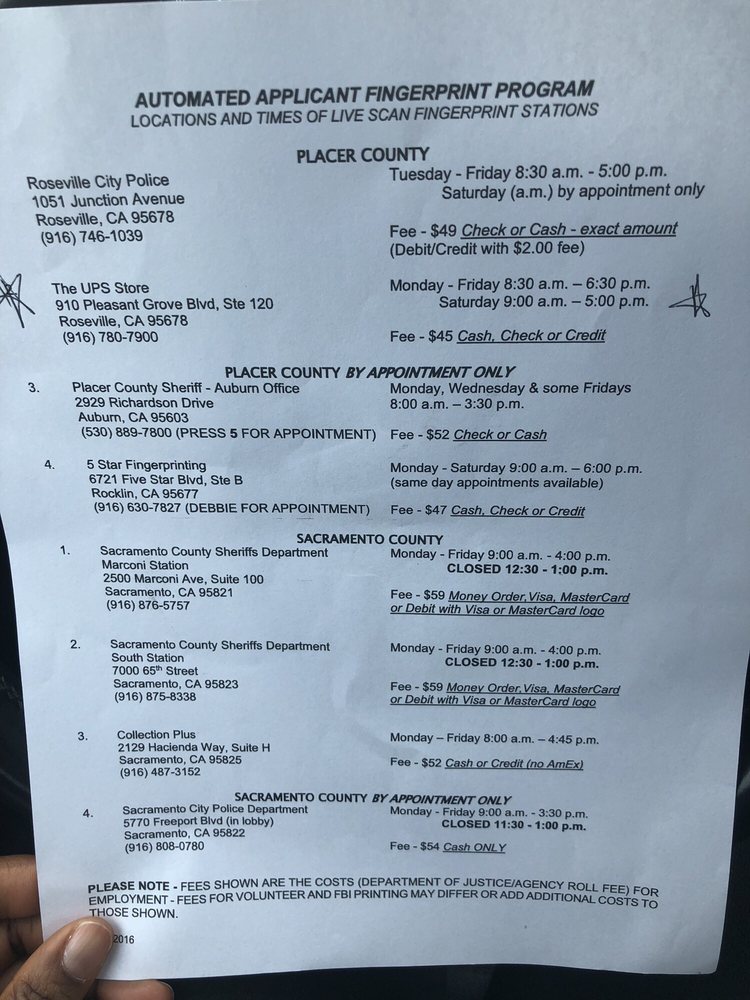 AUTOMATED APPLICANT FINGERPRINT PROGRAM
LOCATIONS AND TIMES OF LIVE SCAN FINGERPRINT STATIONS
PLACER COUNTY
Roseville City Police
1051 Junction Avenue
Roseville, CA 95678
(916) 746-1039
Tuesday - Friday 8:30 a.m. - 5:00 p.m.
Saturday (a.m.) by appointment only
Fee - $49 Check or Cash - exact amount
(Debit/Credit with $2.00 fee)
The UPS Store
910 Pleasant Grove Blvd, Ste 120
Roseville, CA 95678
(916) 780-7900
Monday - Friday 8:30 a.m. – 6:30 p.m.
Saturday 9:00 a.m. – 5:00 p.m.
Fee - $45 Cash, Check or Credit
PLACER COUNTY BY APPOINTMENT ONLY
3. Placer County Sheriff - Auburn Office
2929 Richardson Drive
Auburn, CA 95603
(530) 889-7800 (PRESS 5 FOR APPOINTMENT)
Monday, Wednesday & some Fridays
8:00 a.m. – 3:30 p.m.
Fee - $52 Check or Cash
4. 5 Star Fingerprinting
6721 Five Star Blvd, Ste B
Rocklin, CA 95677
(916) 630-7827 (DEBBIE FOR APPOINTMENT)
Monday - Saturday 9:00 a.m. – 6:00 p.m.
(same day appointments available)
Fee - $47 Cash, Check or Credit
SACRAMENTO COUNTY
1. Sacramento County Sheriffs Department
Marconi Station
2500 Marconi Ave, Suite 100
Sacramento, CA 95821
(916) 876-5757
Monday - Friday 9:00 a.m. - 4:00 p.m.
CLOSED 12:30 - 1:00 p.m.
Fee - $59 Money Order,Visa, MasterCard
or Debit with Visa or MasterCard logo
2. Sacramento County Sheriffs Department
South Station
7000 65th Street
Sacramento, CA 95823
(916) 875-8338
Monday - Friday 9:00 a.m. - 4:00 p.m.
CLOSED 12:30 - 1:00 p.m.
Fee - $59 Money Order,Visa, MasterCard
or Debit with Visa or MasterCard logo
3. Collection Plus
2129 Hacienda Way, Suite H
Sacramento, CA 95825
(916) 487-3152
Monday – Friday 8:00 a.m. – 4:45 p.m.
Fee - $52 Cash or Credit (no AmEx)
SACRAMENTO COUNTY BY APPOINTMENT ONLY
4. Sacramento City Police Department
5770 Freeport Blvd (in lobby)
Sacramento, CA 95822
(916) 808-0780
Monday - Friday 9:00 a.m. - 3:30 p.m.
CLOSED 11:30 - 1:00 p.m.
Fee - $54 Cash ONLY
PLEASE NOTE - FEES SHOWN ARE THE COSTS (DEPARTMENT OF JUSTICE/AGENCY ROLL FEE) FOR
EMPLOYMENT - FEES FOR VOLUNTEER AND FBI PRINTING MAY DIFFER OR ADD ADDITIONAL COSTS TO
THOSE SHOWN.
2016